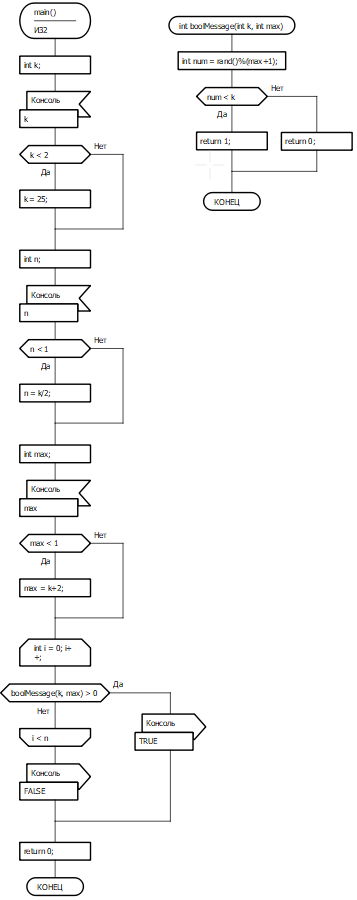 main()
ИЗ2
int k;
Консоль
k
k < 2
Нет
Да
k = 25;
int n;
Консоль
n
n < 1
Нет
Да
n = k/2;
int max;
Консоль
max
max < 1
Нет
Да
max = k+2;
int i = 0; i+
+;
boolMessage(k, max) > 0
Да
Нет
i < n
Консоль
FALSE
Консоль
TRUE
return 0;
КОНЕЦ
int boolMessage(int k, int max)
int num = rand()%(max+1);
num < k
Нет
Да
return 1;
return 0;
КОНЕЦ